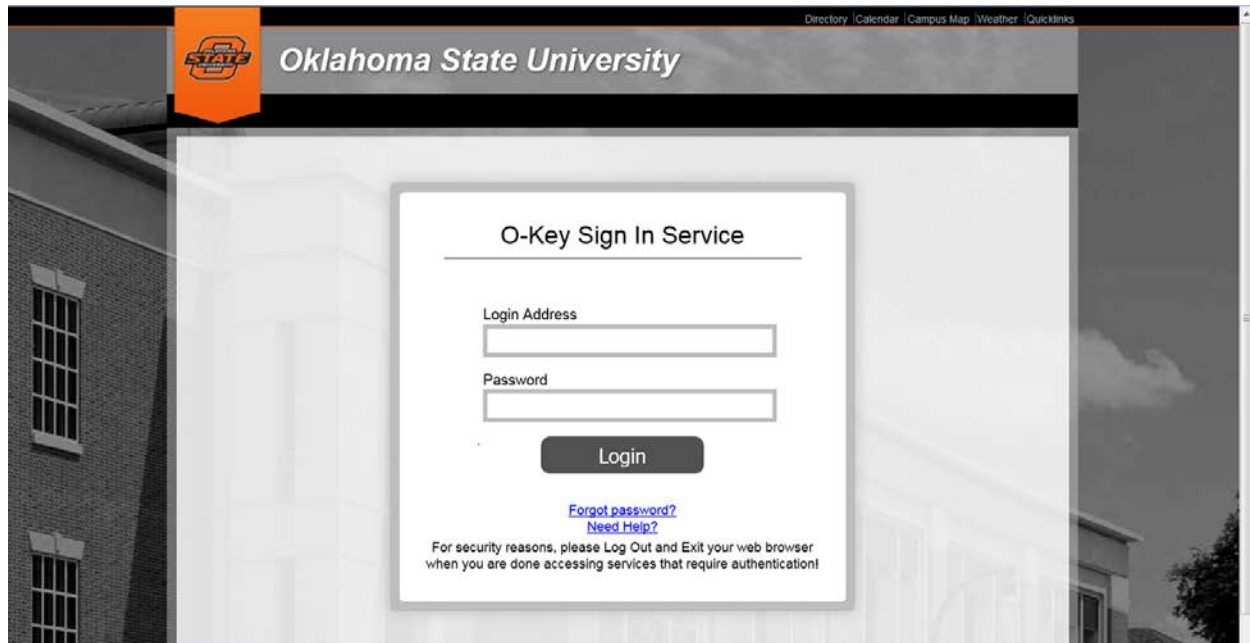 Directory |Calendar |Campus Map |Weather |Quicklinks
STATE
Oklahoma State University
O-Key Sign In Service
Login Address
Password
Login
Forgot password?
Need Help?
For security reasons, please Log Out and Exit your web browser
when you are done accessing services that require authentication!